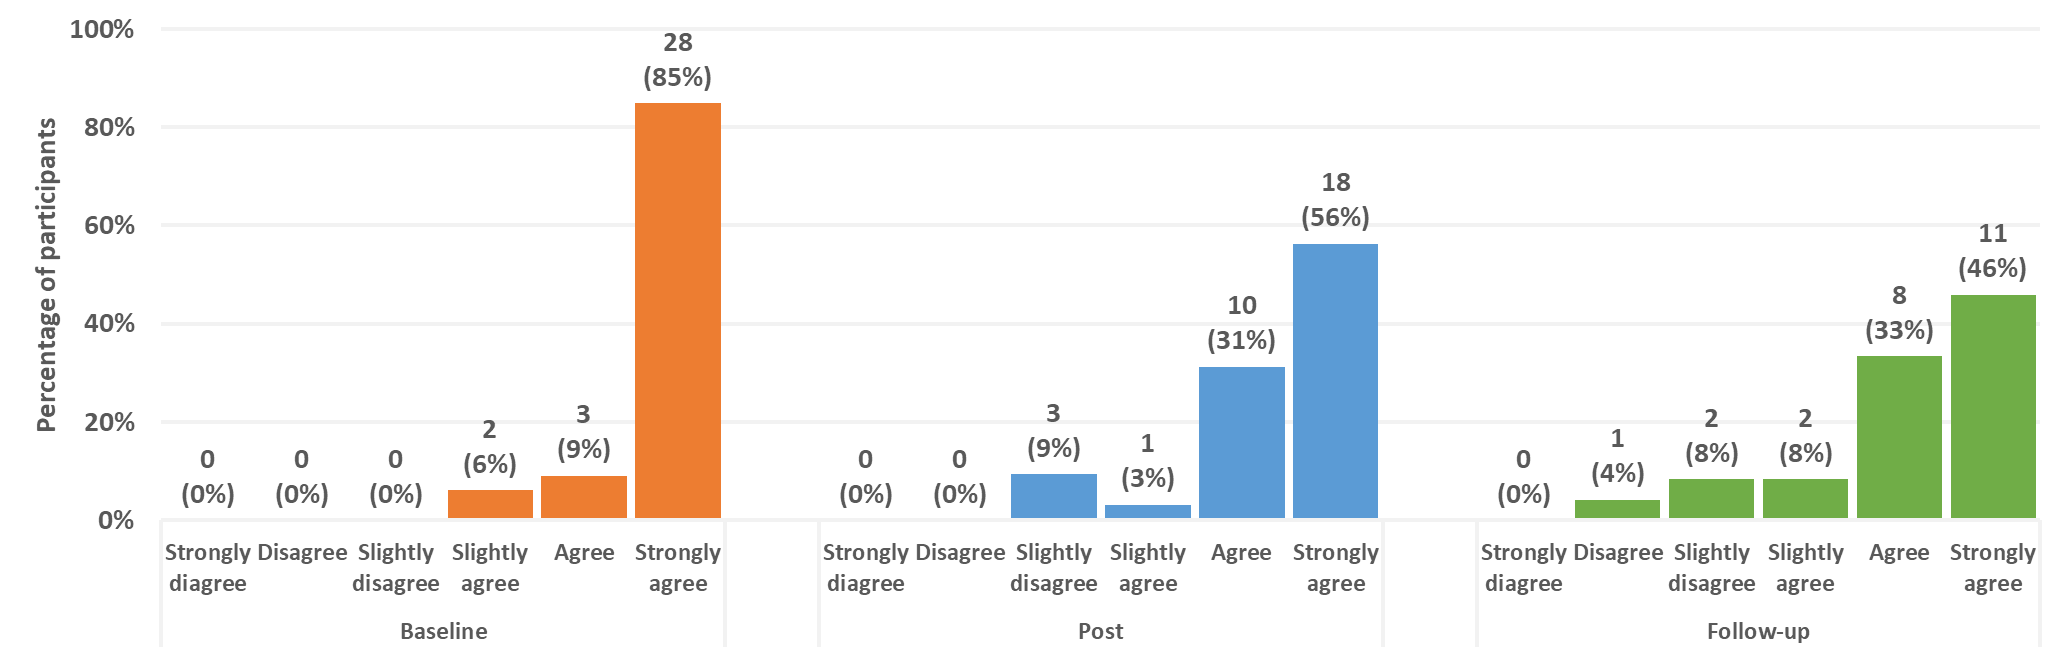 Percentage of participants
100%
80%
60%
40%
20%
0%
0
(0%)
0
(0%)
0
(0%)
2
(6%)
3
(9%)
28
(85%)
0
(0%)
0
(0%)
3
(9%)
1
(3%)
10
(31%)
18
(56%)
0
(0%)
1
(4%)
2
(8%)
2
(8%)
8
(33%)
11
(46%)
Strongly
diagree
Disagree
Slightly
disagree
Slightly
agree
Agree
Strongly
agree
Strongly
diagree
Disagree
Slightly
disagree
Slightly
agree
Agree
Strongly
agree
Strongly
diagree
Disagree
Slightly
disagree
Slightly
agree
Agree
Strongly
agree
Baseline
Post
Follow-up